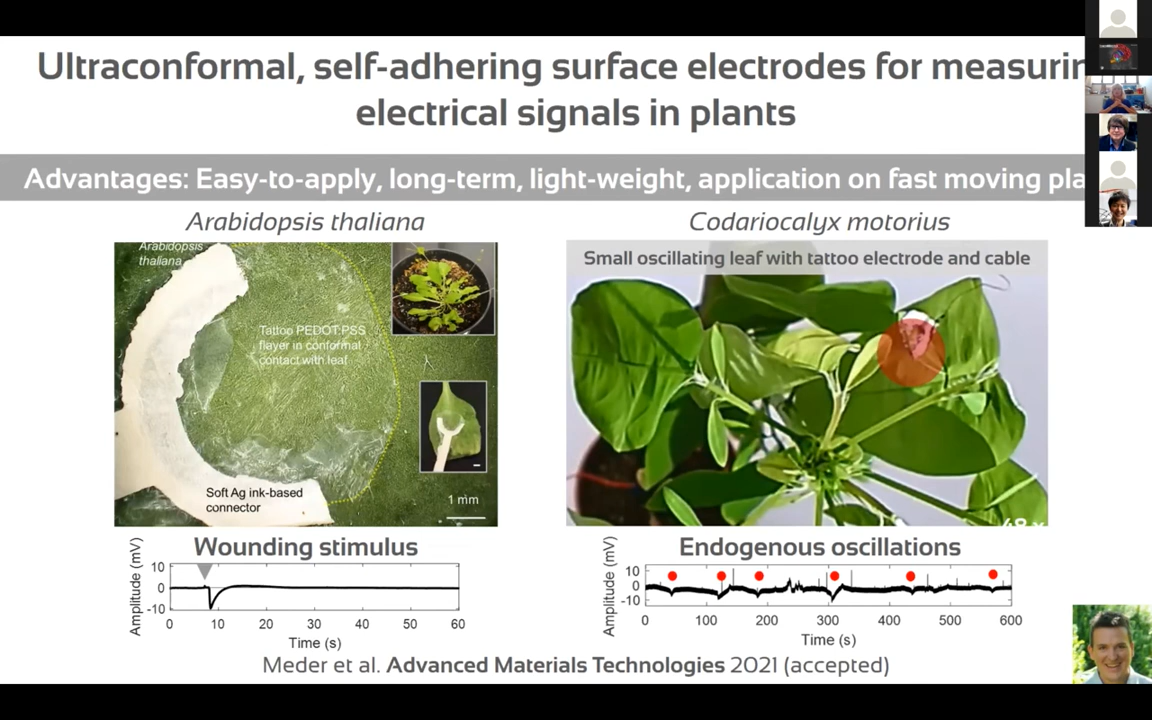 Ultraconformal, self-adhering surface electrodes for measurin
electrical signals in plants
Advantages: Easy-to-apply, long-term, light-weight, application on fast moving pla
Arabidopsis thaliana
Codariocalyx motorius
Arabidopsis
thaliana
Tattoo PEDOT:PSS
flayer in conformal
contact with leaf
Soft Ag ink-based
connector
1 mm
Small oscillating leaf with tattoo electrode and cable
48 x
Wounding stimulus
Amplitude (mV)
10
0
-10
0 10 20 30 40 50 60
Time (s)
Endogenous oscillations
Amplitude (mV)
10
0
-10
0 100 200 300 400 500 600
Time (s)
Meder et al. Advanced Materials Technologies 2021 (accepted)